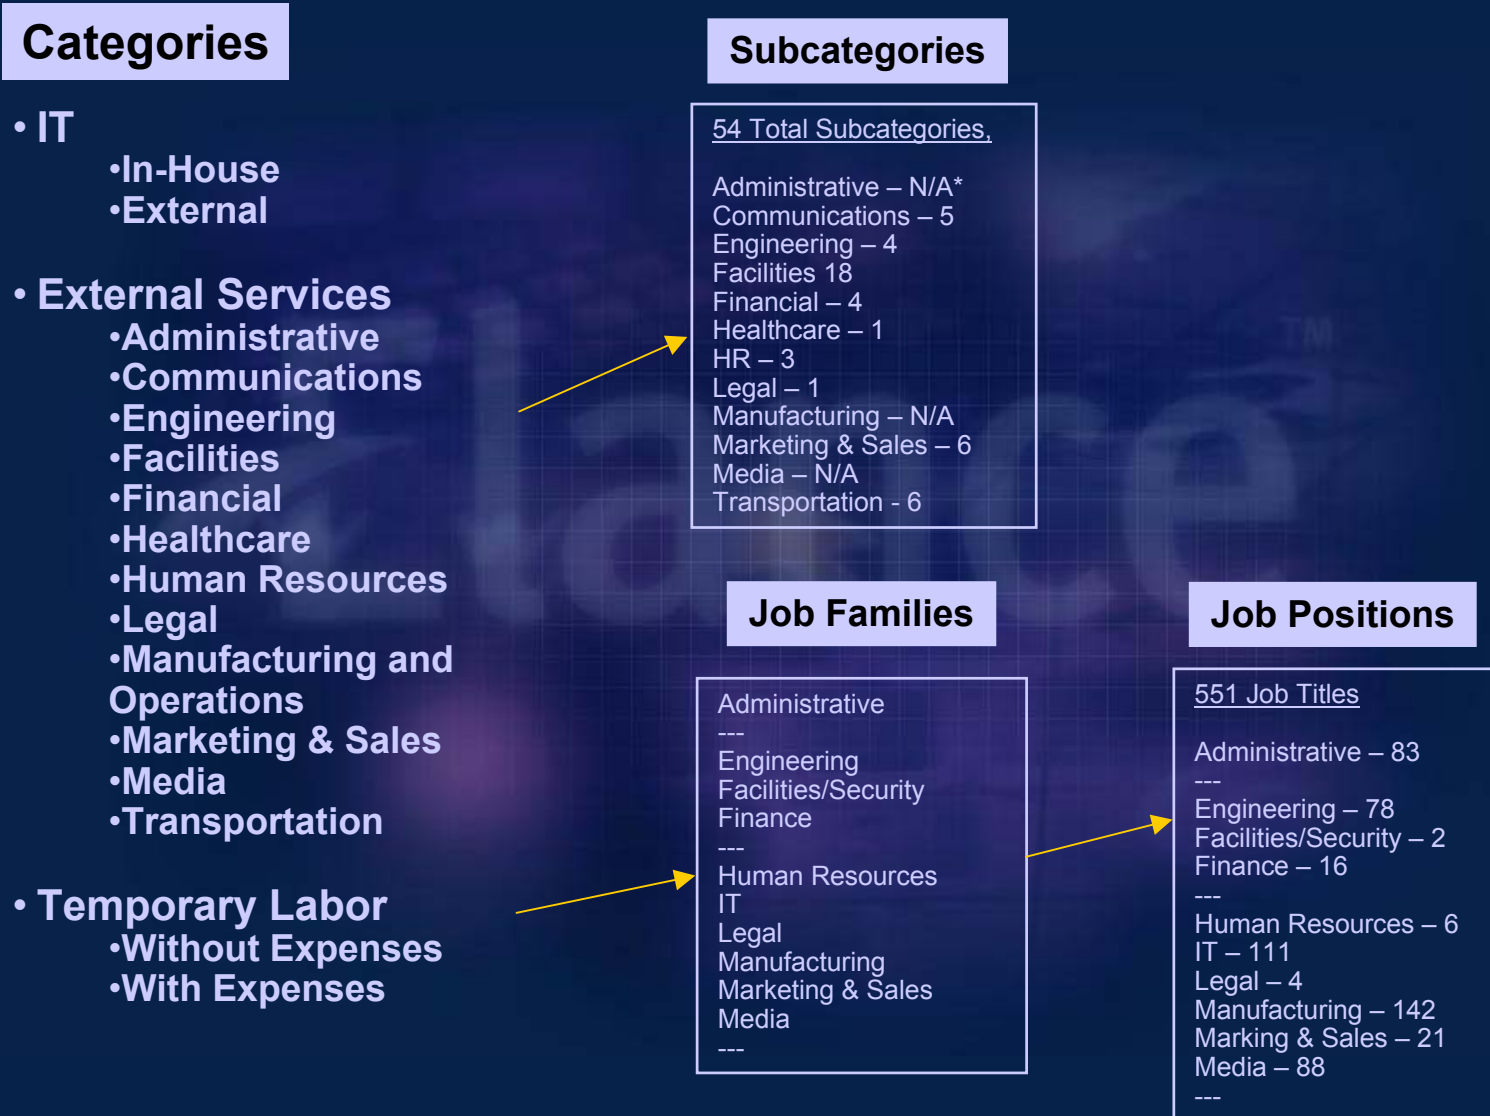 Categories
• IT
•In-House
•External
• External Services
•Administrative
•Communications
•Engineering
•Facilities
•Financial
•Healthcare
•Human Resources
•Legal
•Manufacturing and
Operations
•Marketing & Sales
•Media
•Transportation
• Temporary Labor
•Without Expenses
•With Expenses
Subcategories
54 Total Subcategories,
Administrative – N/A*
Communications – 5
Engineering – 4
Facilities 18
Financial – 4
Healthcare – 1
HR – 3
Legal – 1
Manufacturing – N/A
Marketing & Sales – 6
Media – N/A
Transportation - 6
Job Families
Administrative
---
Engineering
Facilities/Security
Finance
---
Human Resources
IT
Legal
Manufacturing
Marketing & Sales
Media
---
Job Positions
551 Job Titles
Administrative – 83
---
Engineering – 78
Facilities/Security – 2
Finance – 16
---
Human Resources – 6
IT – 111
Legal – 4
Manufacturing – 142
Marking & Sales – 21
Media – 88
---
Elance
TM